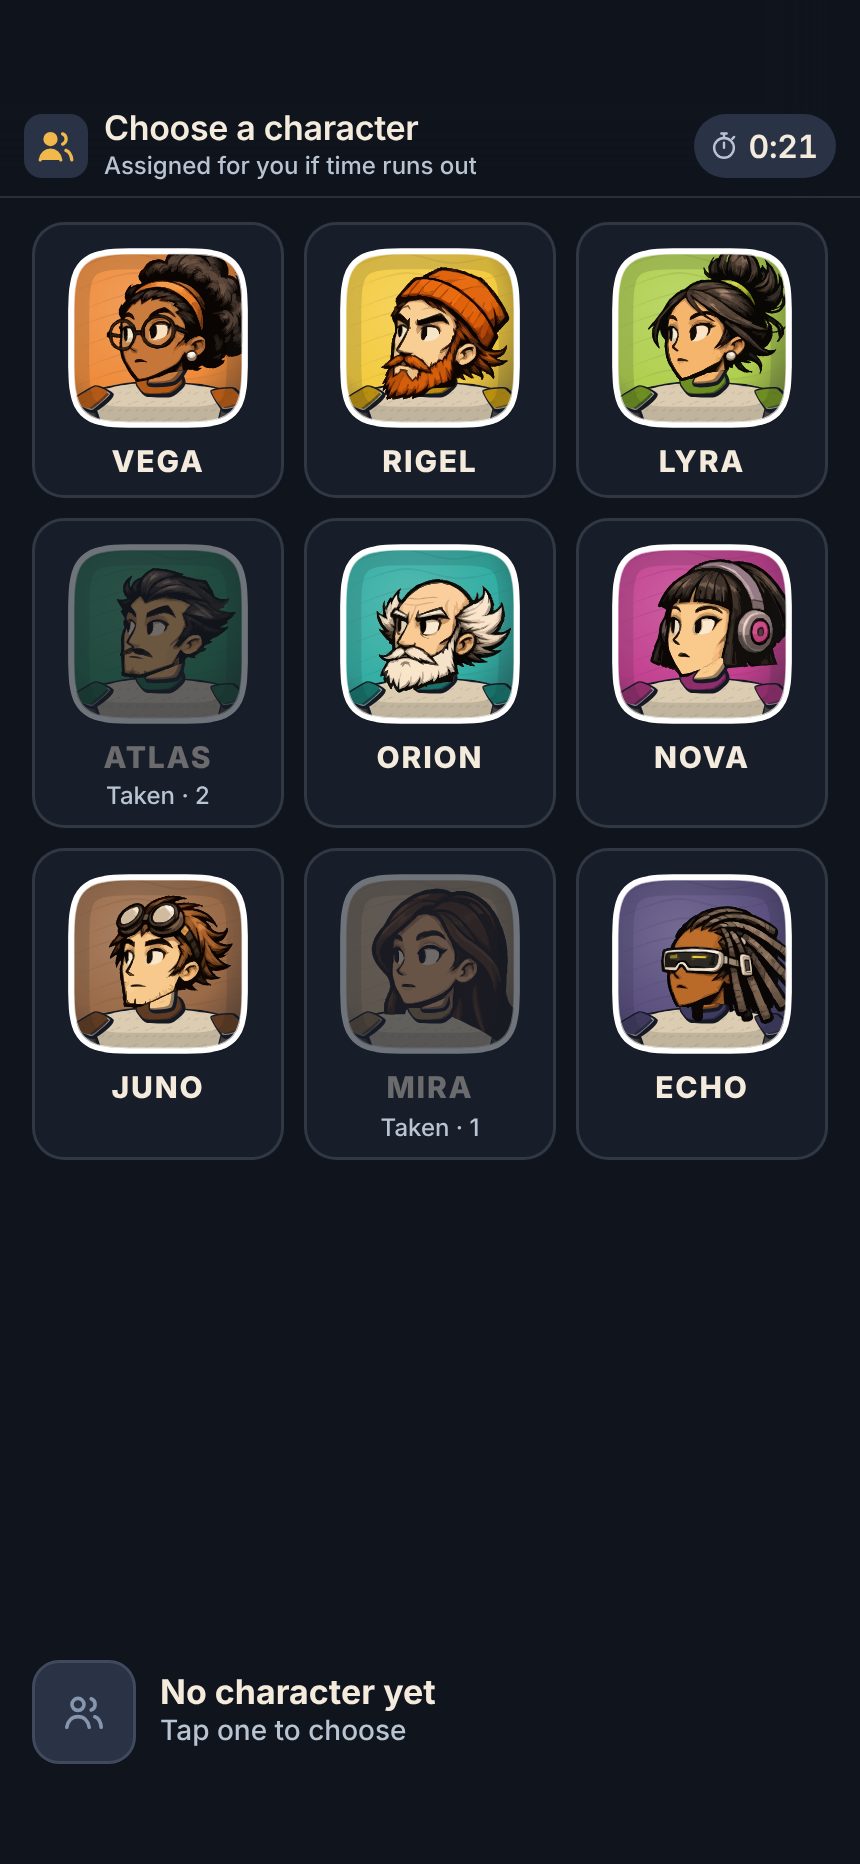 Choose a character
Assigned for you if time runs out
0:21
VEGA
RIGEL
LYRA
ATLAS
Taken · 2
ORION
NOVA
JUNO
MIRA
Taken · 1
ECHO
No character yet
Tap one to choose